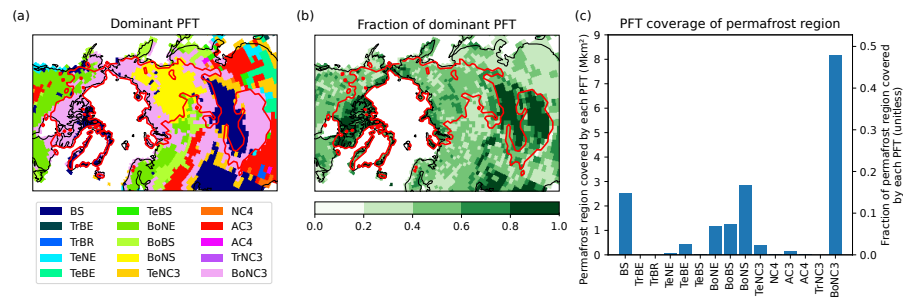 (a)
Dominant PFT
(b)
Fraction of dominant PFT
(c)
PFT coverage of permafrost region
BS
TrBE
TrBR
TeNE
TeBE
TeBS
BoNE
BoBS
BoNS
TeNC3
NC4
AC3
AC4
TrNC3
BoNC3
0.0 0.2 0.4 0.6 0.8 1.0
Permafrost region covered by each PFT (Mkm²)
9
8
7
6
5
4
3
2
1
0
BS TrBE TrBR TeNE TeBE TeBS BoNE BoBS BoNS TeNC3 NC4 AC3 AC4 TrNC3 BoNC3
0.5
0.4
0.3
0.2
0.1
0.0
Fraction of permafrost region covered
by each PFT (unitless)